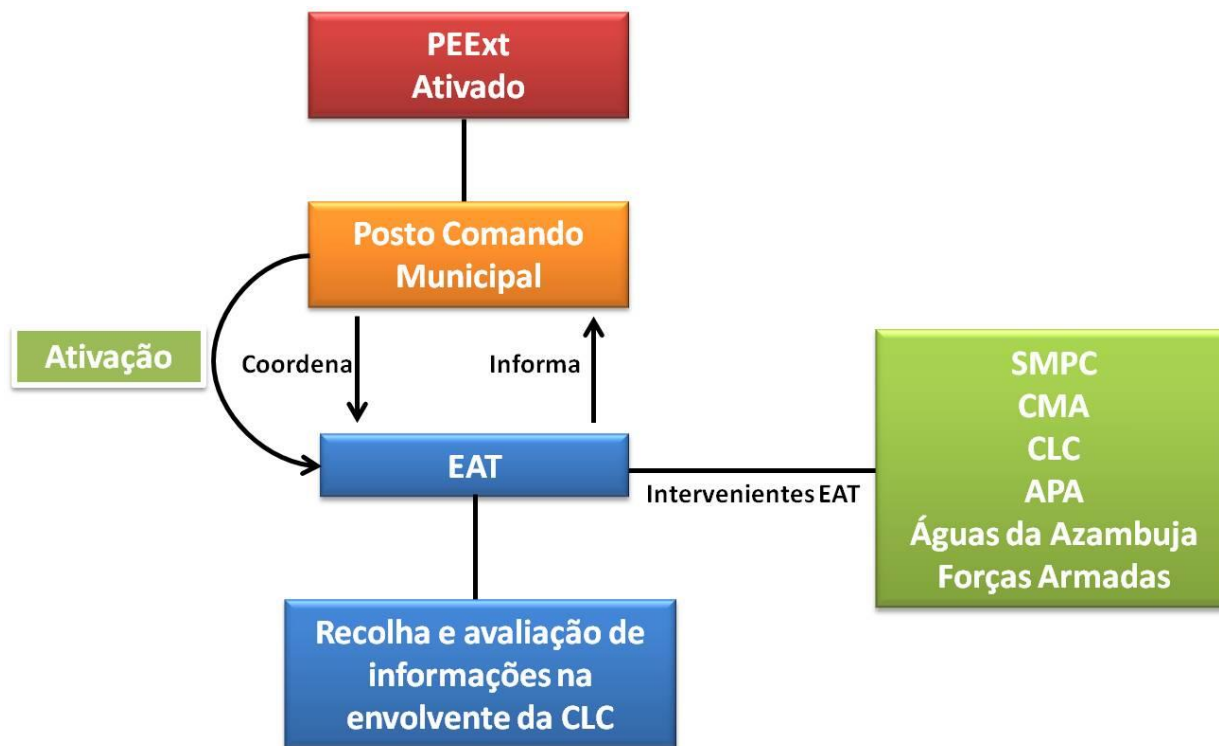 PEExt
Ativado
Posto Comando
Municipal
Ativação
Coordena
Informa
EAT
Intervenientes EAT
SMPC
CMA
CLC
APA
Águas da Azambuja
Forças Armadas
Recolha e avaliação de
informações na
envolvente da CLC